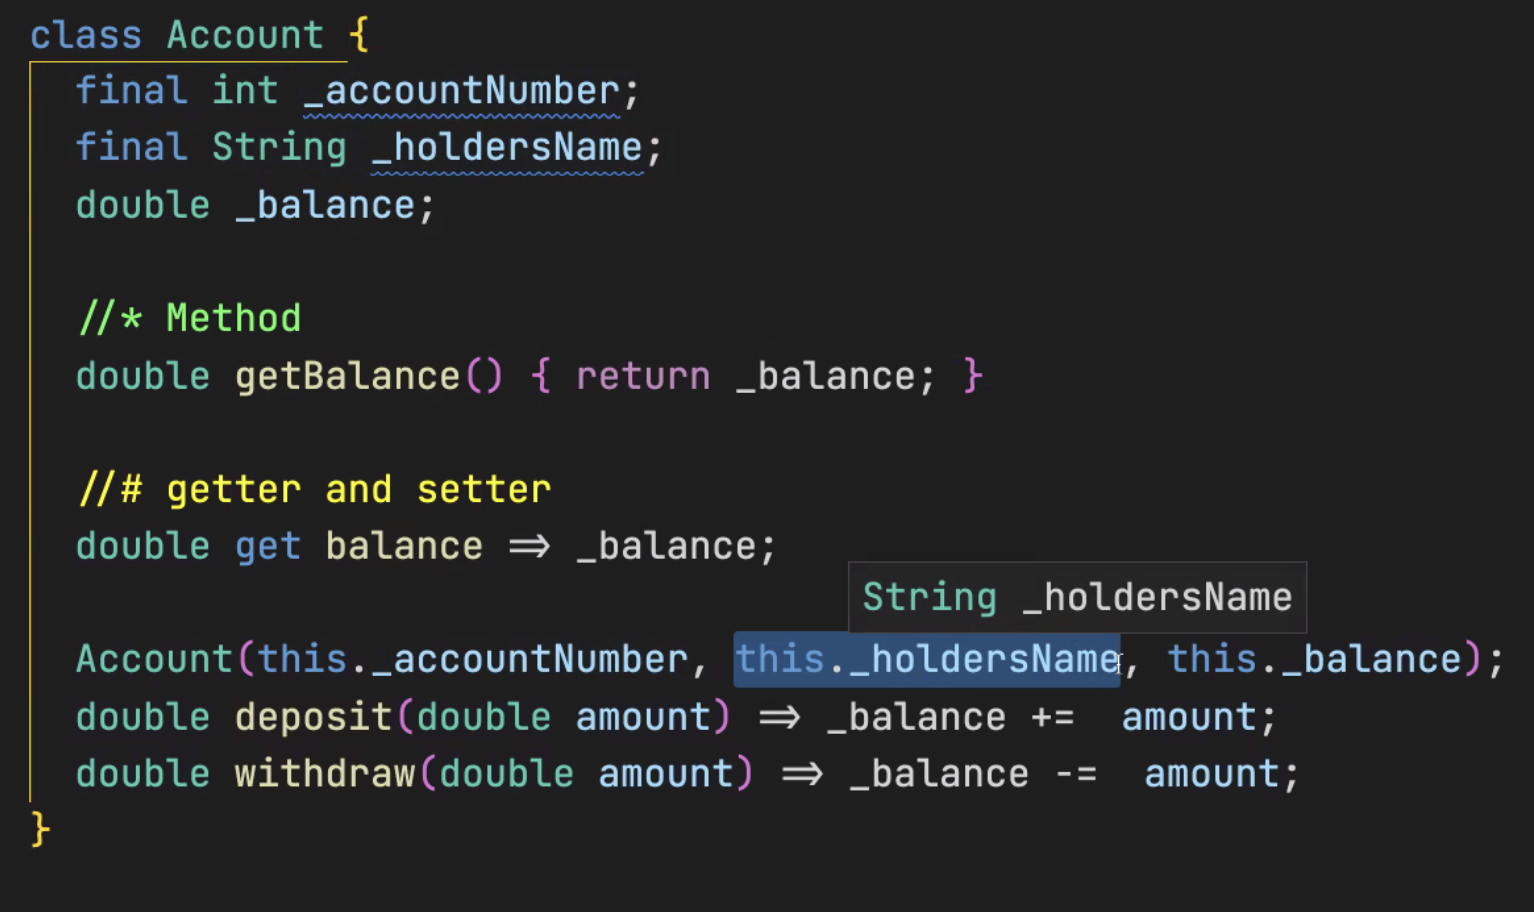 class Account {
final int _accountNumber;
final String _holdersName;
double _balance;
//* Method
double getBalance() { return _balance; }
//# getter and setter
double get balance => _balance;
String _holdersName
Account(this._accountNumber, this._holdersName, this._balance);
double deposit(double amount) => _balance += amount;
double withdraw(double amount) => _balance -= amount;
}